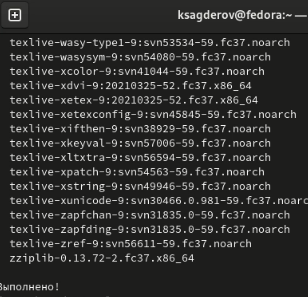 ksagderov@fedora:~ —
texlive-wasy-type1-9:svn53534-59.fc37.noarch
texlive-wasysym-9:svn54080-59.fc37.noarch
texlive-xcolor-9:svn41044-59.fc37.noarch
texlive-xdvi-9:20210325-52.fc37.x86_64
texlive-xetex-9:20210325-52.fc37.x86_64
texlive-xetexconfig-9:svn45845-59.fc37.noarch
texlive-xifthen-9:svn38929-59.fc37.noarch
texlive-xkeyval-9:svn57006-59.fc37.noarch
texlive-xltxtra-9:svn56594-59.fc37.noarch
texlive-xpatch-9:svn54563-59.fc37.noarch
texlive-xstring-9:svn49946-59.fc37.noarch
texlive-xunicode-9:svn30466.0.981-59.fc37.noarc
texlive-zapfchan-9:svn31835.0-59.fc37.noarch
texlive-zapfding-9:svn31835.0-59.fc37.noarch
texlive-zref-9:svn56611-59.fc37.noarch
zziplib-0.13.72-2.fc37.x86_64
Выполнено!